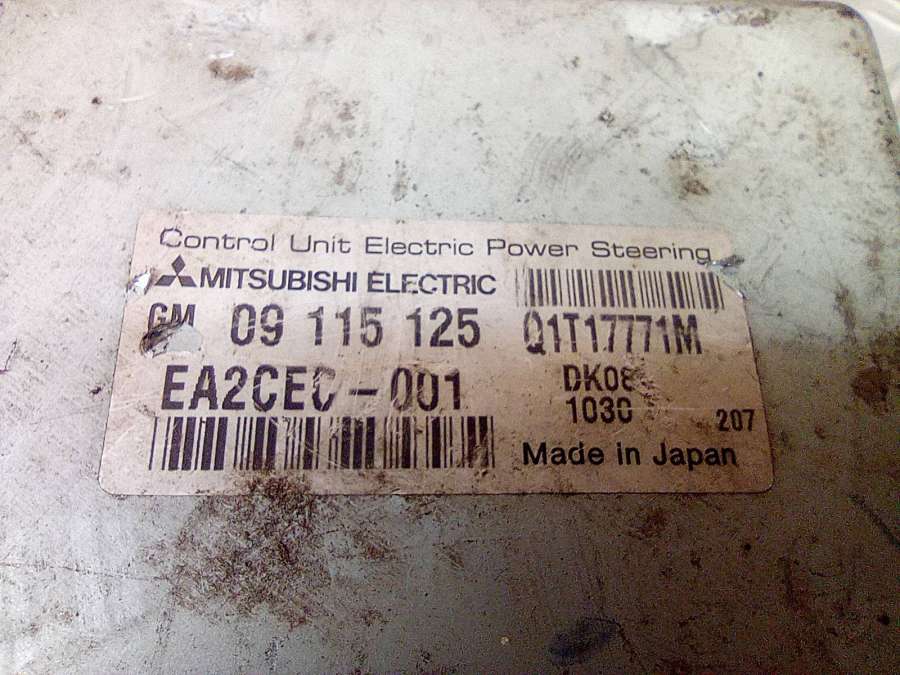 Control Unit Electric Power Steering
MITSUBISHI ELECTRIC
GM 09 115 125
Q1T17771M
EA2CEC-001
DK08
1030
207
Made in Japan